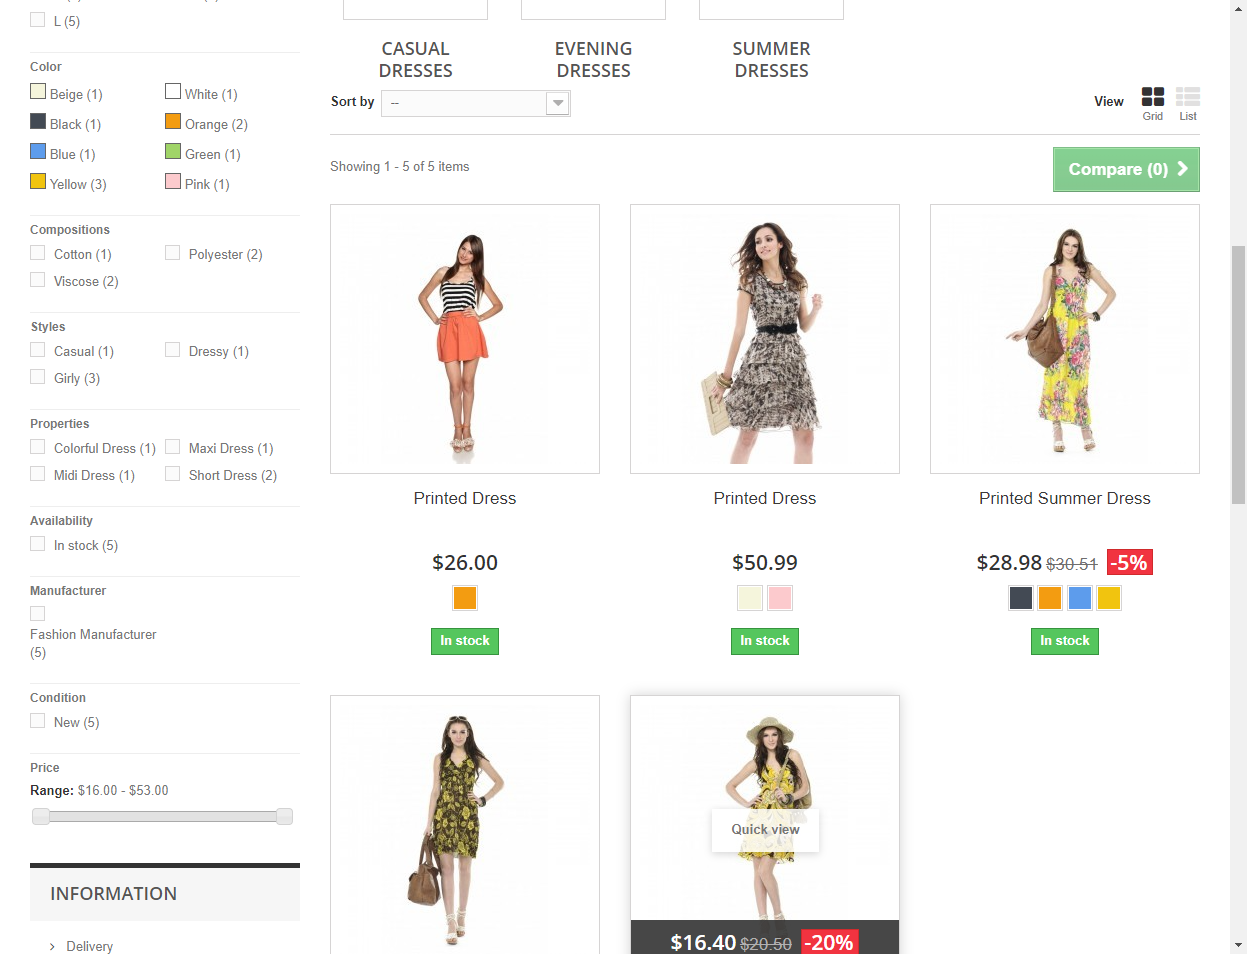 L (5)
Color
Beige (1)
White (1)
Black (1)
Orange (2)
Blue (1)
Green (1)
Yellow (3)
Pink (1)
Compositions
Cotton (1)
Polyester (2)
Viscose (2)
Styles
Casual (1)
Dressy (1)
Girly (3)
Properties
Colorful Dress (1)
Maxi Dress (1)
Midi Dress (1)
Short Dress (2)
Availability
In stock (5)
Manufacturer
Fashion Manufacturer
(5)
Condition
New (5)
Price
Range: $16.00 - $53.00
INFORMATION
Delivery
CASUAL
DRESSES
EVENING
DRESSES
SUMMER
DRESSES
Sort by
--
View
Grid
List
Showing 1 - 5 of 5 items
Compare (0)
Printed Dress
$26.00
In stock
Printed Dress
$50.99
In stock
Printed Summer Dress
$28.98 $30.51 -5%
In stock
Quick view
$16.40 $20.50 -20%